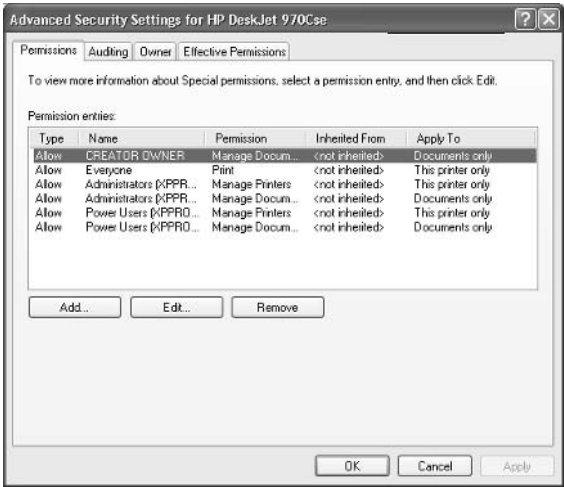 Advanced Security Settings for HP DeskJet 970Cse
Permissions Auditing Owner Effective Permissions
To view more information about Special permissions, select a permission entry, and then click Edit.
Permission entries:
Type Name Permission Inherited From Apply To
Allow CREATOR OWNER Manage Docum... <not inherited> Documents only
Allow Everyone Print <not inherited> This printer only
Allow Administrators (XPPR... Manage Printers <not inherited> This printer only
Allow Administrators (XPPR... Manage Docum... <not inherited> Documents only
Allow Power Users (XPPRO... Manage Printers <not inherited> This printer only
Allow Power Users (XPPRO... Manage Docum... <not inherited> Documents only
Add... Edit... Remove
OK Cancel Apply